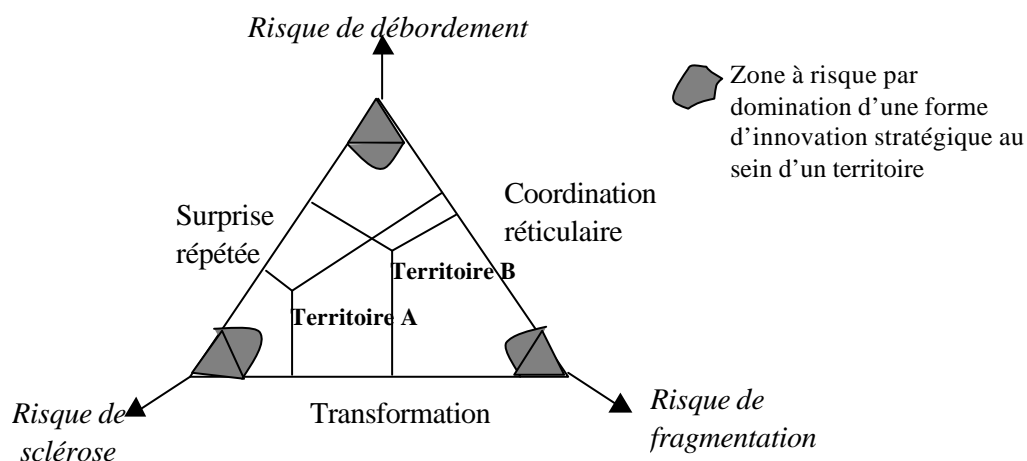 Risque de débordement
Zone à risque par
domination d’une forme
d’innovation stratégique au
sein d’un territoire
Surprise
répétée
Coordination
réticulaire
Territoire B
Territoire A
Risque de
sclérose
Transformation
Risque de
fragmentation